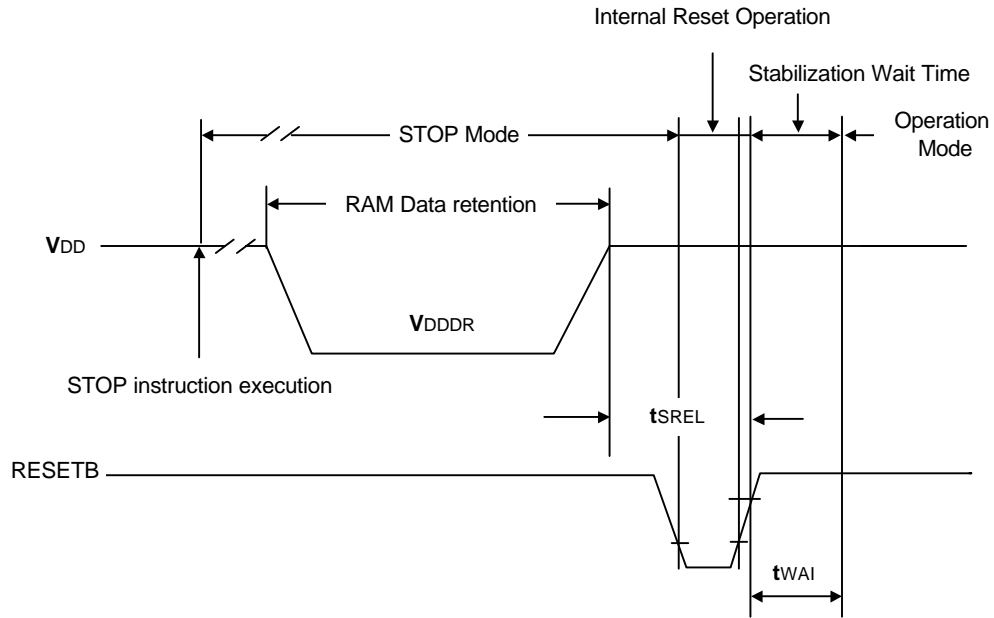 Internal Reset Operation
Stabilization Wait Time
STOP Mode
Operation
Mode
RAM Data retention
VDD
VDDDR
STOP instruction execution
tSREL
RESETB
tWAI